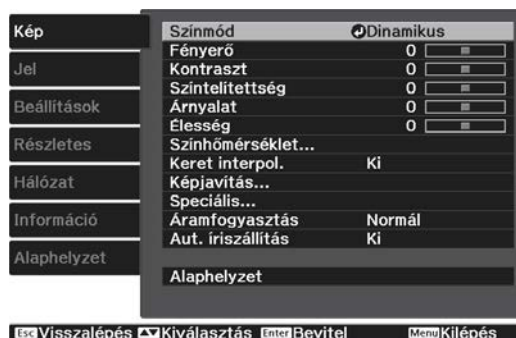 Kép
Jel
Beállítások
Részletes
Hálózat
Információ
Alaphelyzet
Színmód Dinamikus
Fényerő 0
Kontraszt 0
Színtelítettség 0
Árnyalat 0
Élesség 0
Színhőmérséklet...
Keret interpol. Ki
Képjavítás...
Speciális...
Áramfogyasztás Normál
Aut. íriszállítás Ki
Alaphelyzet
Esc Visszalépés Kiválasztás Enter Bevitel Menu Kilépés